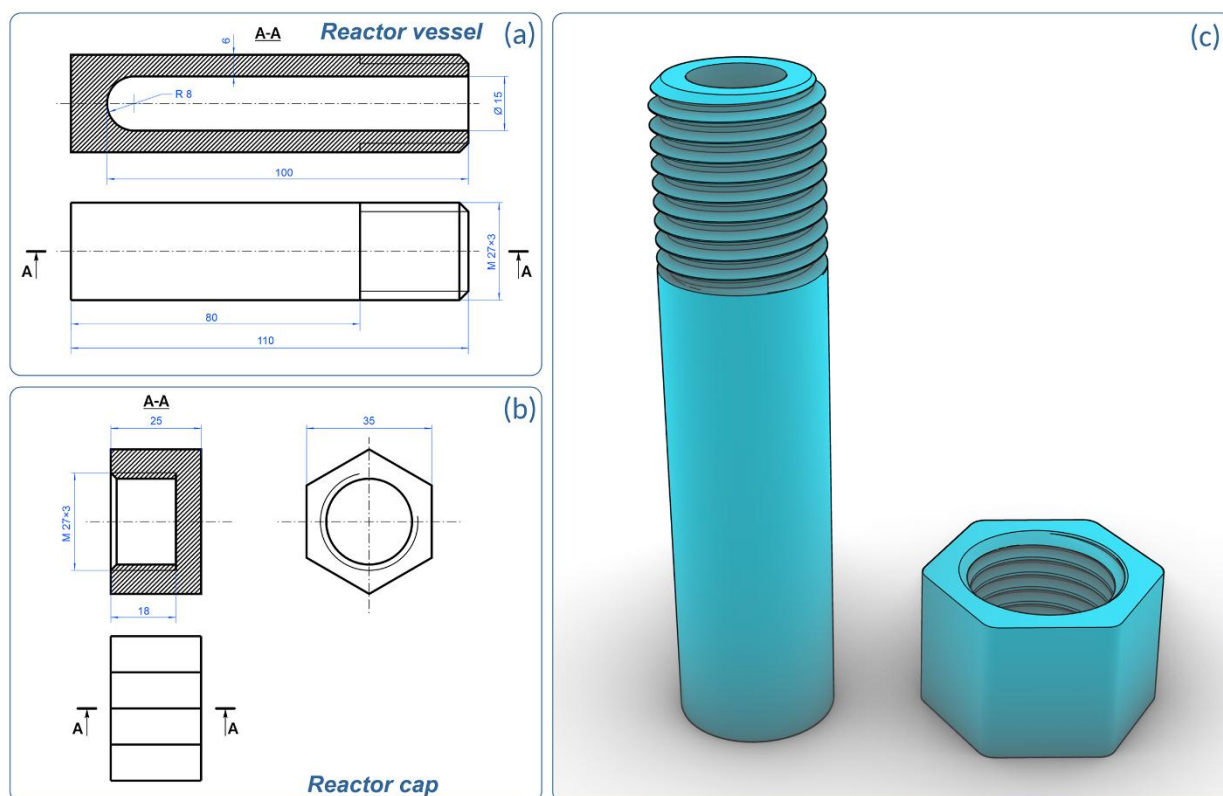 A-A
Reactor vessel
(a)
6
R 8
Ø 15
100
A
A
M 27×3
80
110
A-A
(b)
25
35
M 27×3
18
A
A
Reactor cap
(c)